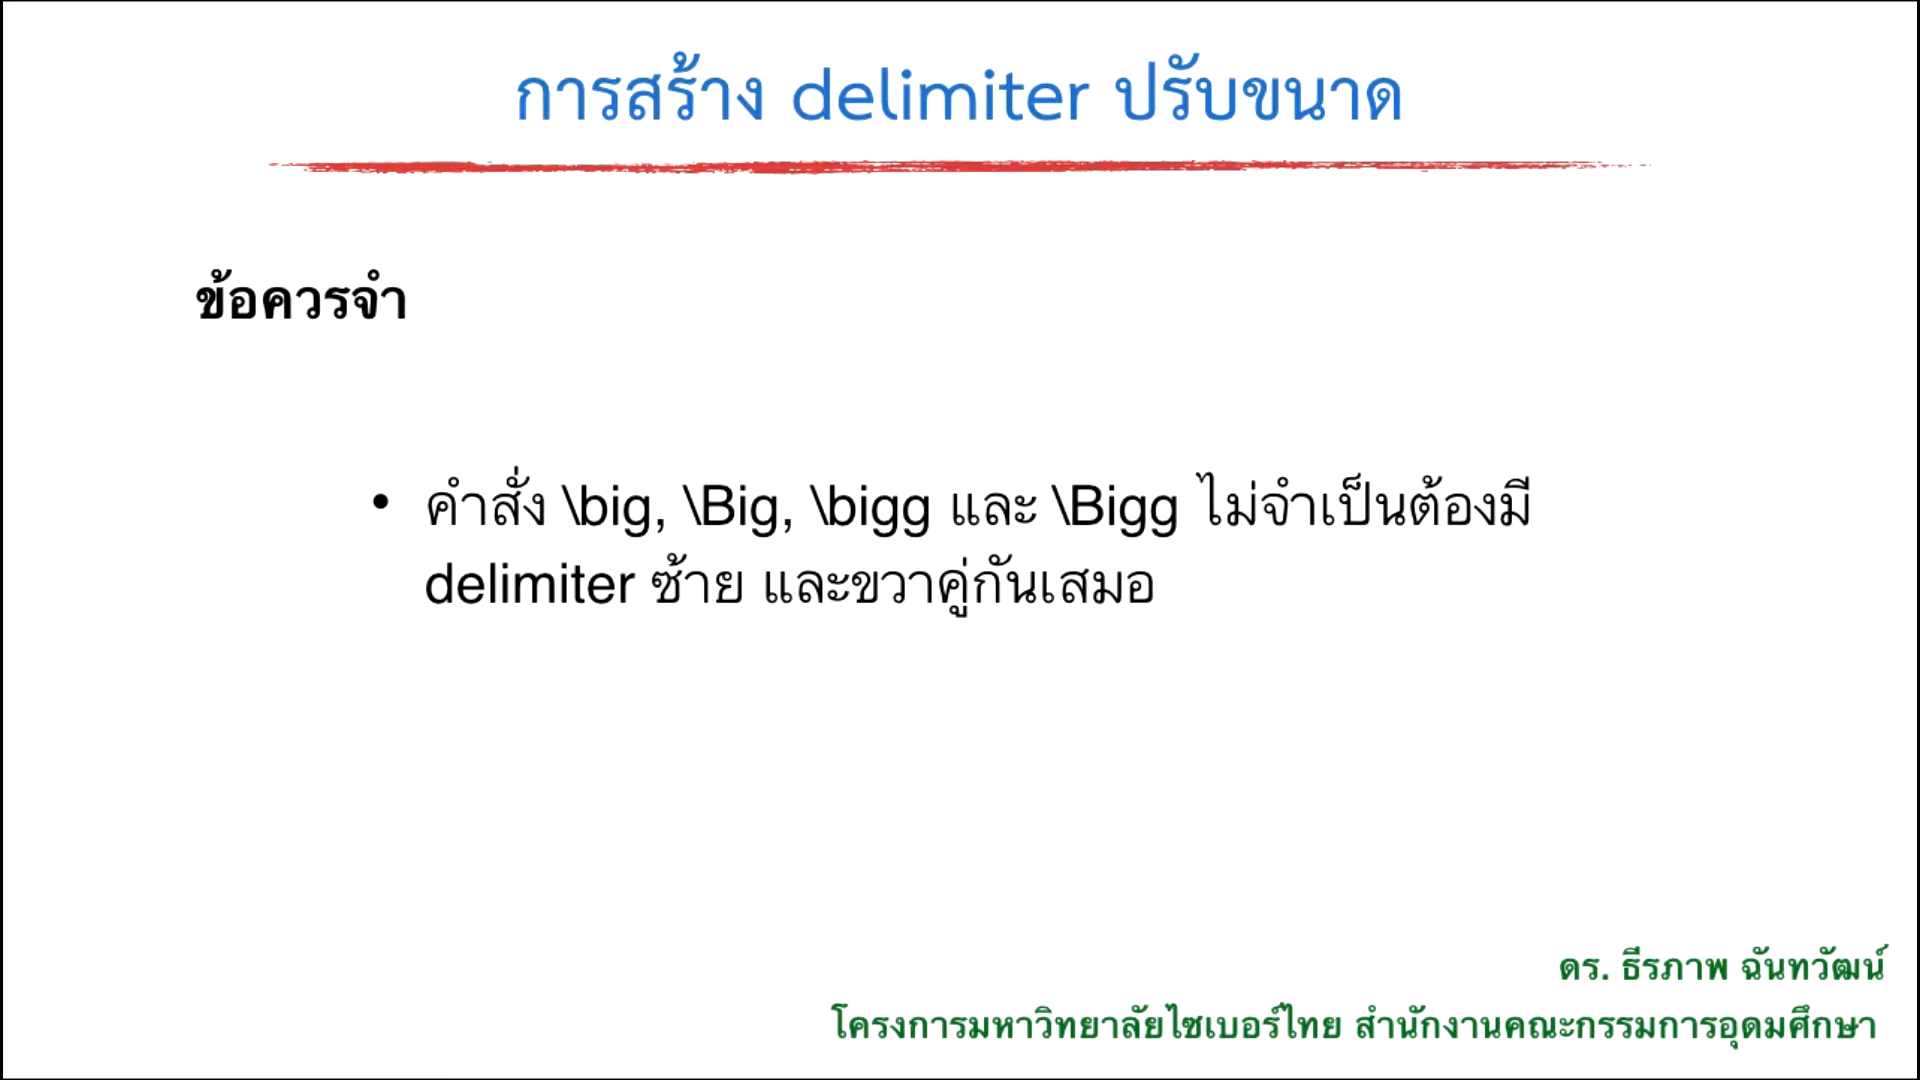 การสร้าง delimiter ปรับขนาด
ข้อควรจำ
• คำสั่ง \big, \Big, \bigg และ \Bigg ไม่จำเป็นต้องมี
delimiter ซ้าย และขวาคู่กันเสมอ
ดร. ธีรภาพ ฉันทวัฒน์
โครงการมหาวิทยาลัยไซเบอร์ไทย สำนักงานคณะกรรมการอุดมศึกษา